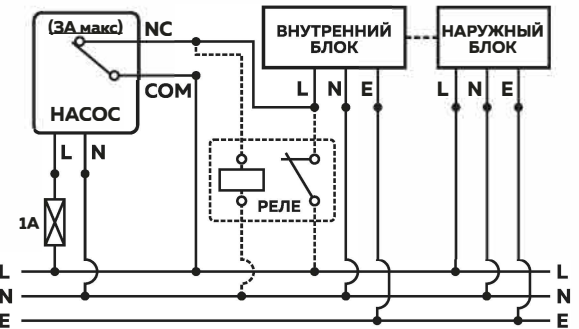 (3А макс)
NC
COM
НАСОС
L N
1А
ВНУТРЕННИЙ
БЛОК
L N E
НАРУЖНЫЙ
БЛОК
L N E
РЕЛЕ
L L
N N
E E